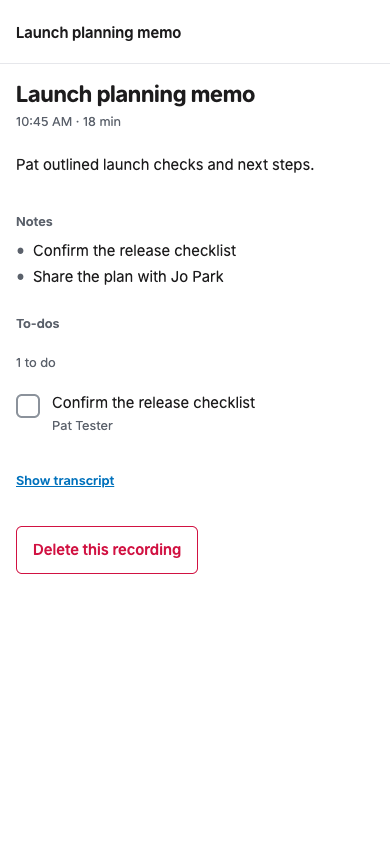 Launch planning memo
Launch planning memo
10:45 AM · 18 min
Pat outlined launch checks and next steps.
Notes
• Confirm the release checklist
• Share the plan with Jo Park
To-dos
1 to do
Confirm the release checklist
Pat Tester
Show transcript
Delete this recording